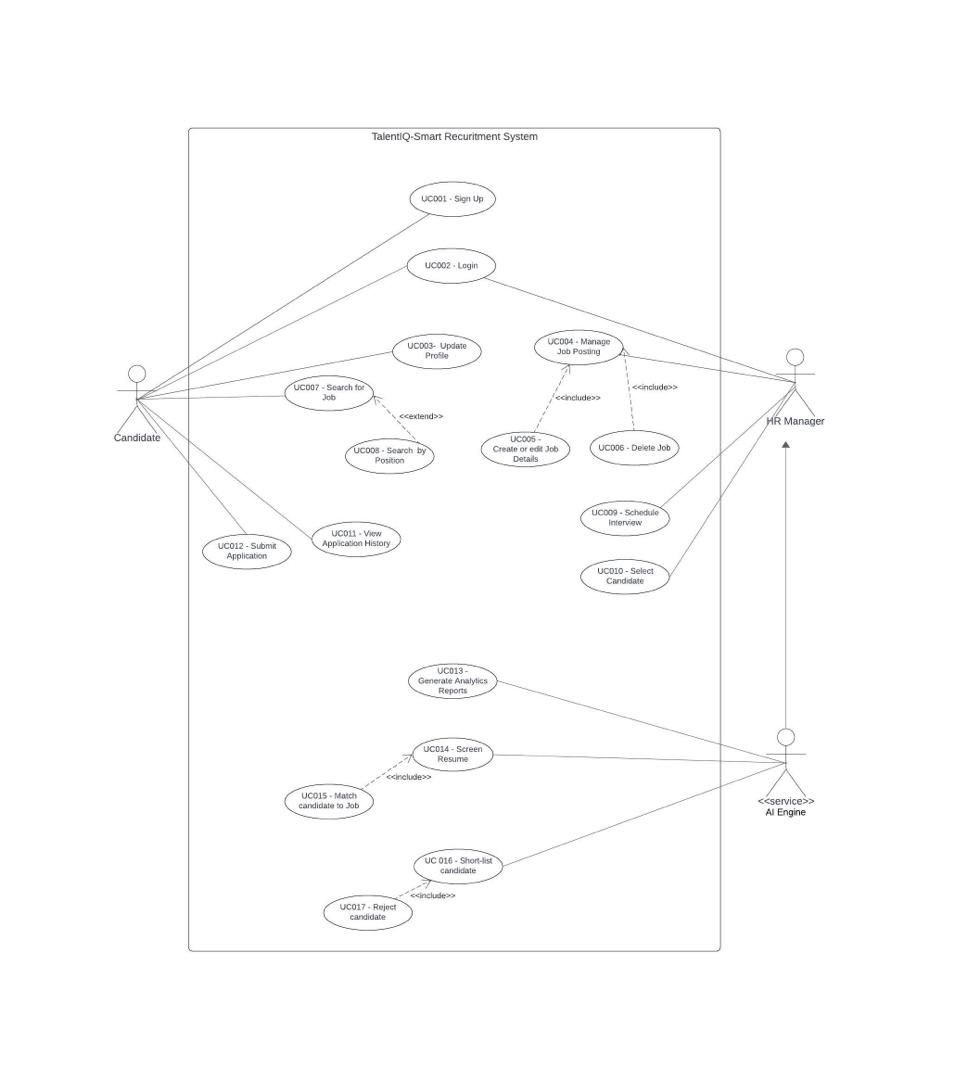 TalentIQ-Smart Recuritment System
UC001 - Sign Up
UC002 - Login
UC003-  Update
Profile
UC004 - Manage
Job Posting
UC007 - Search for
Job
<<include>>
<<include>>
<<extend>>
Candidate
HR Manager
UC008 - Search  by
Position
UC005 -
Create or edit Job
Details
UC006 - Delete Job
UC009 - Schedule
Interview
UC011 - View
Application History
UC012 - Submit
Application
UC010 - Select
Candidate
UC013 -
Generate Analytics
Reports
UC014 - Screen
Resume
<<include>>
UC015 - Match
candidate to Job
<<service>>
AI Engine
UC 016 - Short-list
candidate
<<include>>
UC017 - Reject
candidate